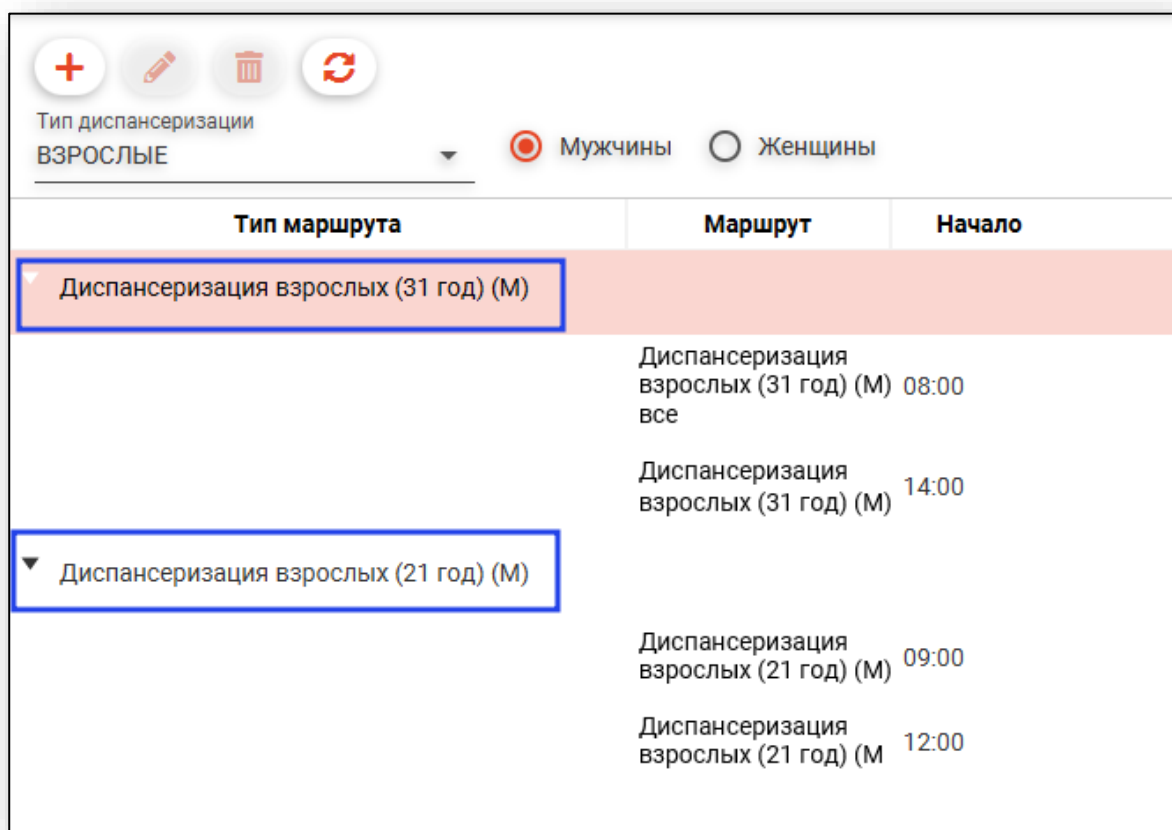 Тип диспансеризации
ВЗРОСЛЫЕ
Мужчины Женщины
Тип маршрута Маршрут Начало
Диспансеризация взрослых (31 год) (М)
Диспансеризация
взрослых (31 год) (М) 08:00
все
Диспансеризация
взрослых (31 год) (М) 14:00
Диспансеризация взрослых (21 год) (М)
Диспансеризация
взрослых (21 год) (М) 09:00
Диспансеризация
взрослых (21 год) (М 12:00